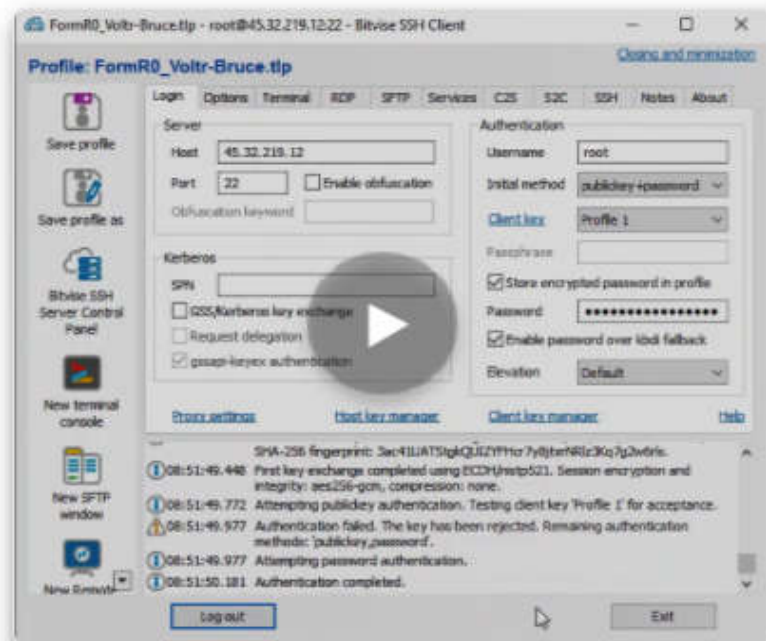 FormR0_Voltr-Bruce.tlp - root@45.32.219.12:22 - Bitvise SSH Client
Closing and minimization
Profile: FormR0_Voltr-Bruce.tlp
Save profile
Save profile as
Bitvise SSH
Server Control
Panel
New terminal
console
New SFTP
window
New Remote
Login Options Terminal RDP SFTP Services C2S S2C SSH Notes About
Server
Host 45.32.219.12
Port 22 Enable obfuscation
Obfuscation keyword
Kerberos
SPN
GSS/Kerberos key exchange
Request delegation
gssapi-keyex authentication
Authentication
Username root
Initial method publickey+password
Client key Profile 1
Passphrase
Store encrypted password in profile
Password
Enable password over kbdi fallback
Elevation Default
Proxy settings Host key manager Client key manager Help
SHA-256 fingerprint:
08:51:49.448 First key exchange completed using Session encryption and
integrity: aes256-gcm, compression: none.
08:51:49.772 Attempting publickey authentication. Testing client key 'Profile 1' for acceptance.
08:51:49.977 Authentication failed. The key has been rejected. Remaining authentication
methods: 'publickey,password'.
08:51:49.977 Attempting password authentication.
08:51:50.181 Authentication completed.
Log out Exit